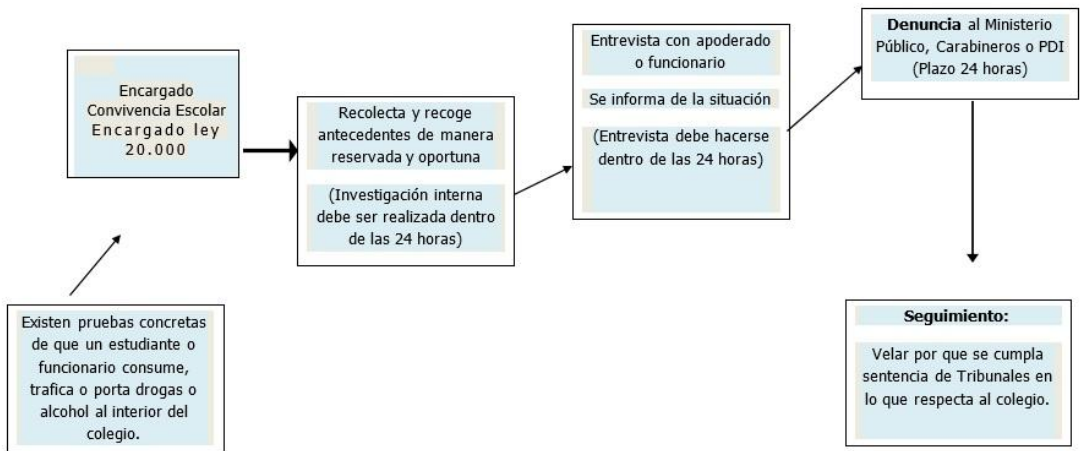 Existen pruebas concretas
de que un estudiante o
funcionario consume,
trafica o porta drogas o
alcohol al interior del
colegio.
Encargado
Convivencia Escolar
Encargado ley
20.000
Recolecta y recoge
antecedentes de manera
reservada y oportuna
(Investigación interna
debe ser realizada dentro
de las 24 horas)
Entrevista con apoderado
o funcionario
Se informa de la situación
(Entrevista debe hacerse
dentro de las 24 horas)
Denuncia al Ministerio
Público, Carabineros o PDI
(Plazo 24 horas)
Seguimiento:
Velar por que se cumpla
sentencia de Tribunales en
lo que respecta al colegio.